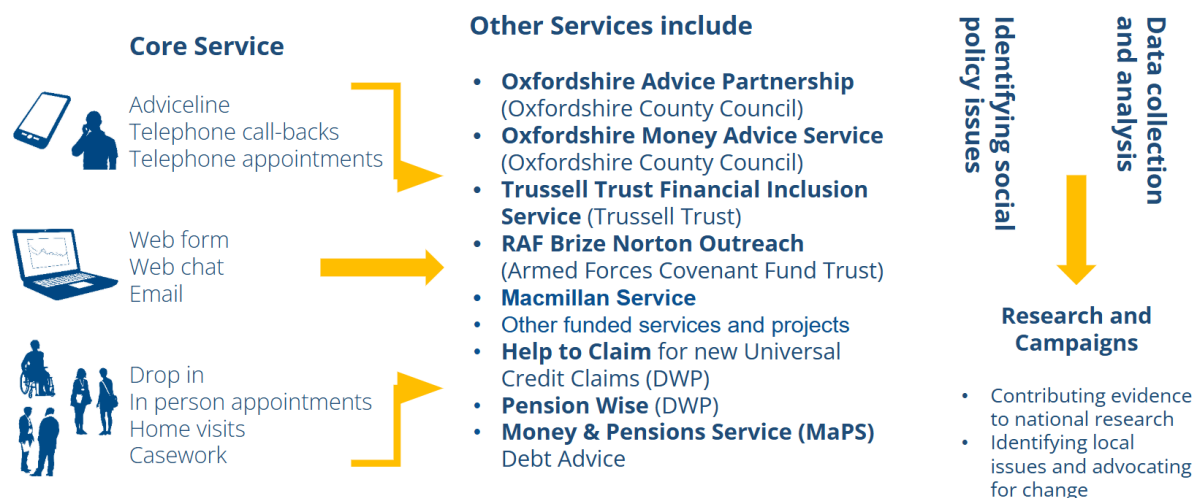 Core Service
Adviceline
Telephone call-backs
Telephone appointments
Web form
Web chat
Email
Drop in
In person appointments
Home visits
Casework
Other Services include
• Oxfordshire Advice Partnership
(Oxfordshire County Council)
• Oxfordshire Money Advice Service
(Oxfordshire County Council)
• Trussell Trust Financial Inclusion
Service (Trussell Trust)
• RAF Brize Norton Outreach
(Armed Forces Covenant Fund Trust)
• Macmillan Service
• Other funded services and projects
• Help to Claim for new Universal
Credit Claims (DWP)
• Pension Wise (DWP)
• Money & Pensions Service (MaPS)
Debt Advice
Identifying social
policy issues
Data collection
and analysis
Research and
Campaigns
• Contributing evidence
to national research
• Identifying local
issues and advocating
for change